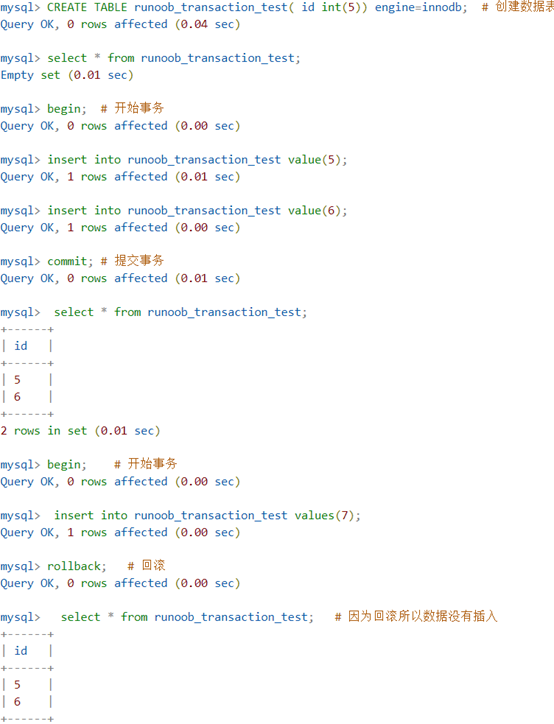 mysql> CREATE TABLE runoob_transaction_test( id int(5)) engine=innodb;  # 创建数据表
Query OK, 0 rows affected (0.04 sec)
mysql> select * from runoob_transaction_test;
Empty set (0.01 sec)
mysql> begin;  # 开始事务
Query OK, 0 rows affected (0.00 sec)
mysql> insert into runoob_transaction_test value(5);
Query OK, 1 rows affected (0.01 sec)
mysql> insert into runoob_transaction_test value(6);
Query OK, 1 rows affected (0.00 sec)
mysql> commit; # 提交事务
Query OK, 0 rows affected (0.01 sec)
mysql>  select * from runoob_transaction_test;
+------+
| id   |
+------+
| 5    |
| 6    |
+------+
2 rows in set (0.01 sec)
mysql> begin;    # 开始事务
Query OK, 0 rows affected (0.00 sec)
mysql>  insert into runoob_transaction_test values(7);
Query OK, 1 rows affected (0.00 sec)
mysql> rollback;   # 回滚
Query OK, 0 rows affected (0.00 sec)
mysql>   select * from runoob_transaction_test;   # 因为回滚所以数据没有插入
+------+
| id   |
+------+
| 5    |
| 6    |
+------+